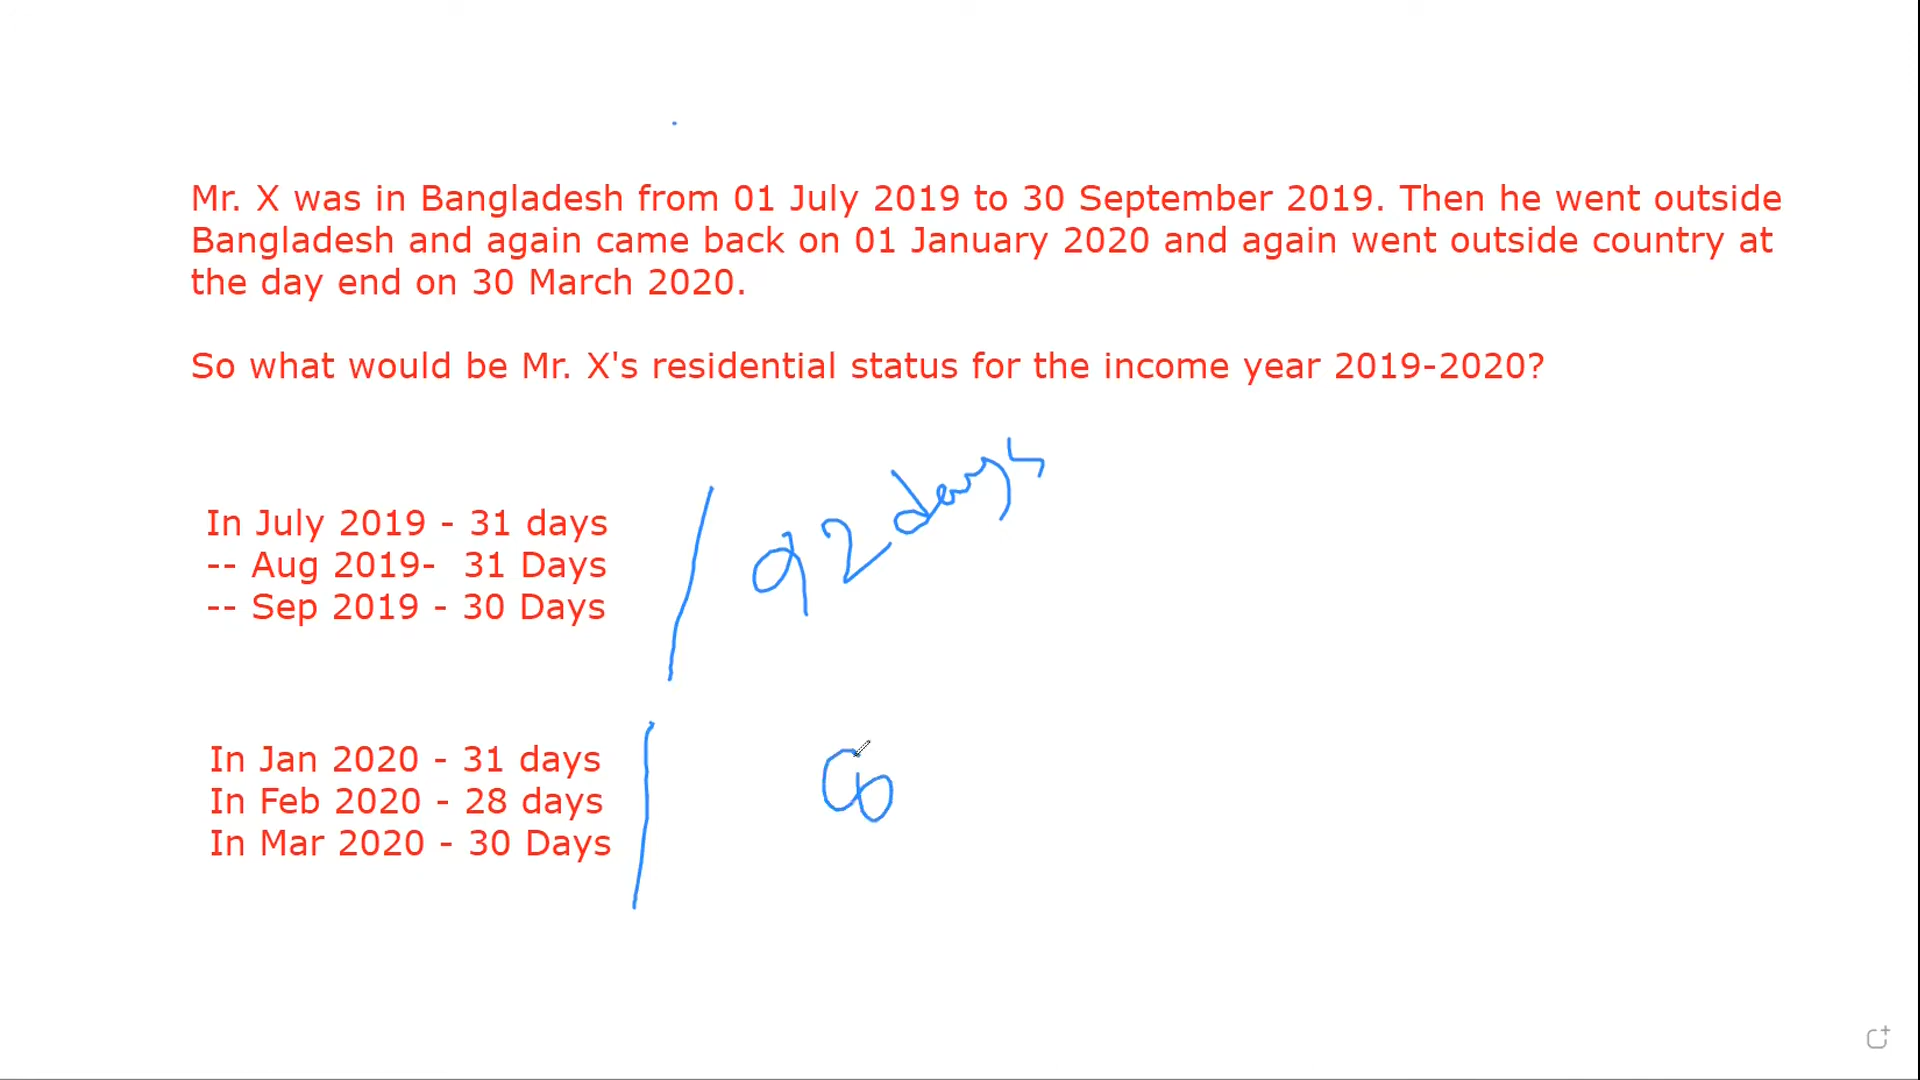 Mr. X was in Bangladesh from 01 July 2019 to 30 September 2019. Then he went outside
Bangladesh and again came back on 01 January 2020 and again went outside country at
the day end on 30 March 2020.
So what would be Mr. X's residential status for the income year 2019-2020?
In July 2019 - 31 days
-- Aug 2019-  31 Days
-- Sep 2019 - 30 Days
92 days
In Jan 2020 - 31 days
In Feb 2020 - 28 days
In Mar 2020 - 30 Days